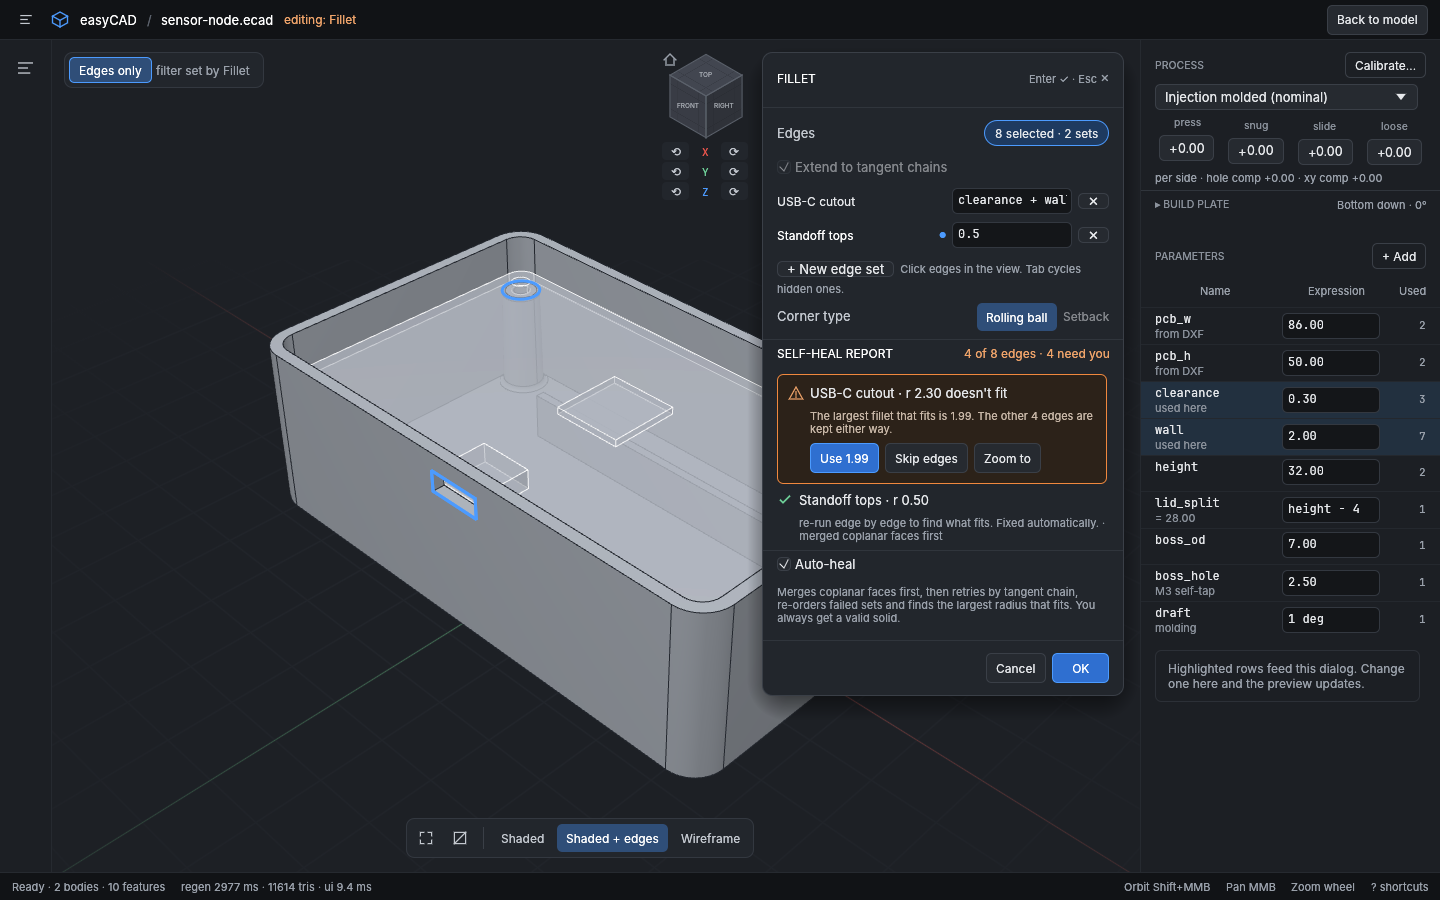 easyCAD / sensor-node.ecad editing: Fillet
Back to model
Edges only filter set by Fillet
TOP
FRONT RIGHT
X
Y
Z
FILLET
Enter ✓ · Esc ×
Edges
8 selected · 2 sets
Extend to tangent chains
USB-C cutout
clearance + wal
Standoff tops
0.5
+ New edge set Click edges in the view. Tab cycles
hidden ones.
Corner type
Rolling ball Setback
SELF-HEAL REPORT
4 of 8 edges · 4 need you
USB-C cutout · r 2.30 doesn't fit
The largest fillet that fits is 1.99. The other 4 edges are
kept either way.
Use 1.99 Skip edges Zoom to
Standoff tops · r 0.50
re-run edge by edge to find what fits. Fixed automatically. ·
merged coplanar faces first
Auto-heal
Merges coplanar faces first, then retries by tangent chain,
re-orders failed sets and finds the largest radius that fits. You
always get a valid solid.
Cancel OK
PROCESS
Calibrate...
Injection molded (nominal)
press snug slide loose
+0.00 +0.00 +0.00 +0.00
per side · hole comp +0.00 · xy comp +0.00
▸ BUILD PLATE
Bottom down · 0°
PARAMETERS
+ Add
Name Expression Used
pcb_w 86.00 2
from DXF
pcb_h 50.00 2
from DXF
clearance 0.30 3
used here
wall 2.00 7
used here
height 32.00 2
lid_split height - 4 1
= 28.00
boss_od 7.00 1
boss_hole 2.50 1
M3 self-tap
draft 1 deg 1
molding
Highlighted rows feed this dialog. Change
one here and the preview updates.
Shaded Shaded + edges Wireframe
Ready · 2 bodies · 10 features regen 2977 ms · 11614 tris · ui 9.4 ms
Orbit Shift+MMB Pan MMB Zoom wheel ? shortcuts